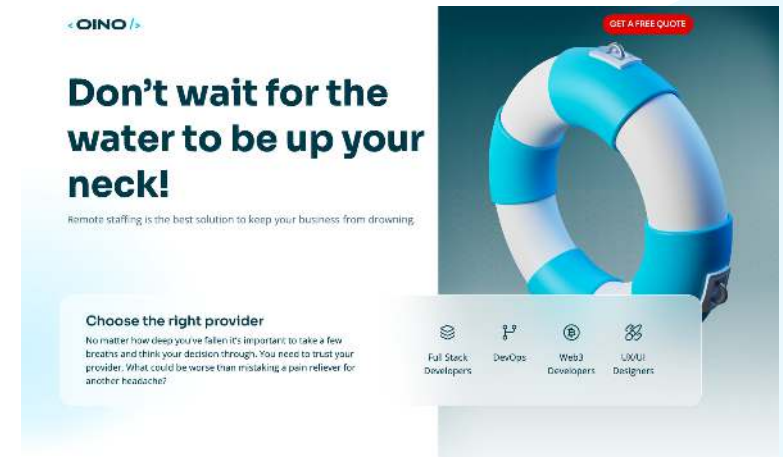 <OINO/>
GET A FREE QUOTE
Don't wait for the
water to be up your
neck!
Remote staffing is the best solution to keep your business from drowning.
Choose the right provider
No matter how deep you've fallen it's important to take a few
breaths and think your decision through. You need to trust your
provider. What could be worse than mistaking a pain reliever for
another headache?
Full Stack
Developers
DevOps
Web3
Developers
UX/UI
Designers